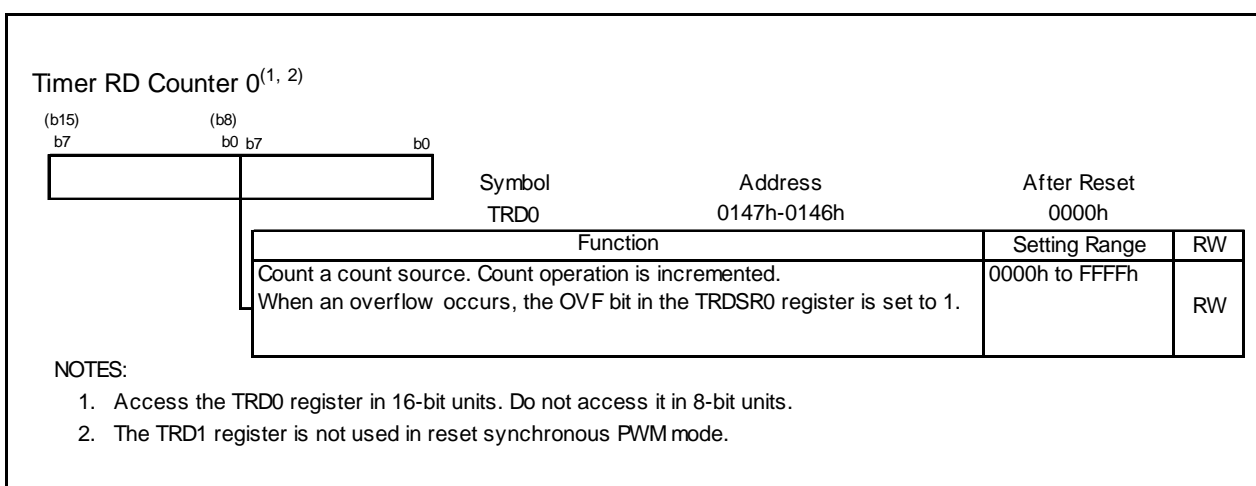 Timer RD Counter 0(1, 2)
(b15) (b8)
b7 b0 b7 b0
Symbol Address After Reset
TRD0 0147h-0146h 0000h
Function Setting Range RW
Count a count source. Count operation is incremented. 0000h to FFFFh
When an overflow occurs, the OVF bit in the TRDSR0 register is set to 1. RW
NOTES:
1. Access the TRD0 register in 16-bit units. Do not access it in 8-bit units.
2. The TRD1 register is not used in reset synchronous PWM mode.